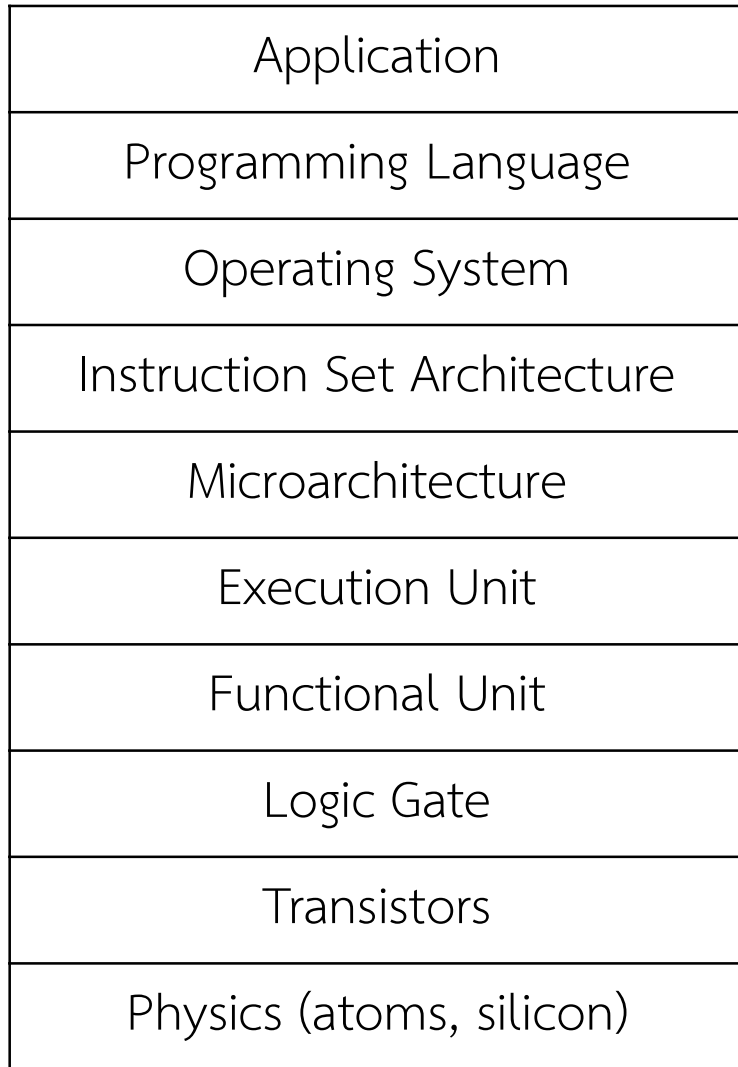 Application
Programming Language
Operating System
Instruction Set Architecture
Microarchitecture
Execution Unit
Functional Unit
Logic Gate
Transistors
Physics (atoms, silicon)